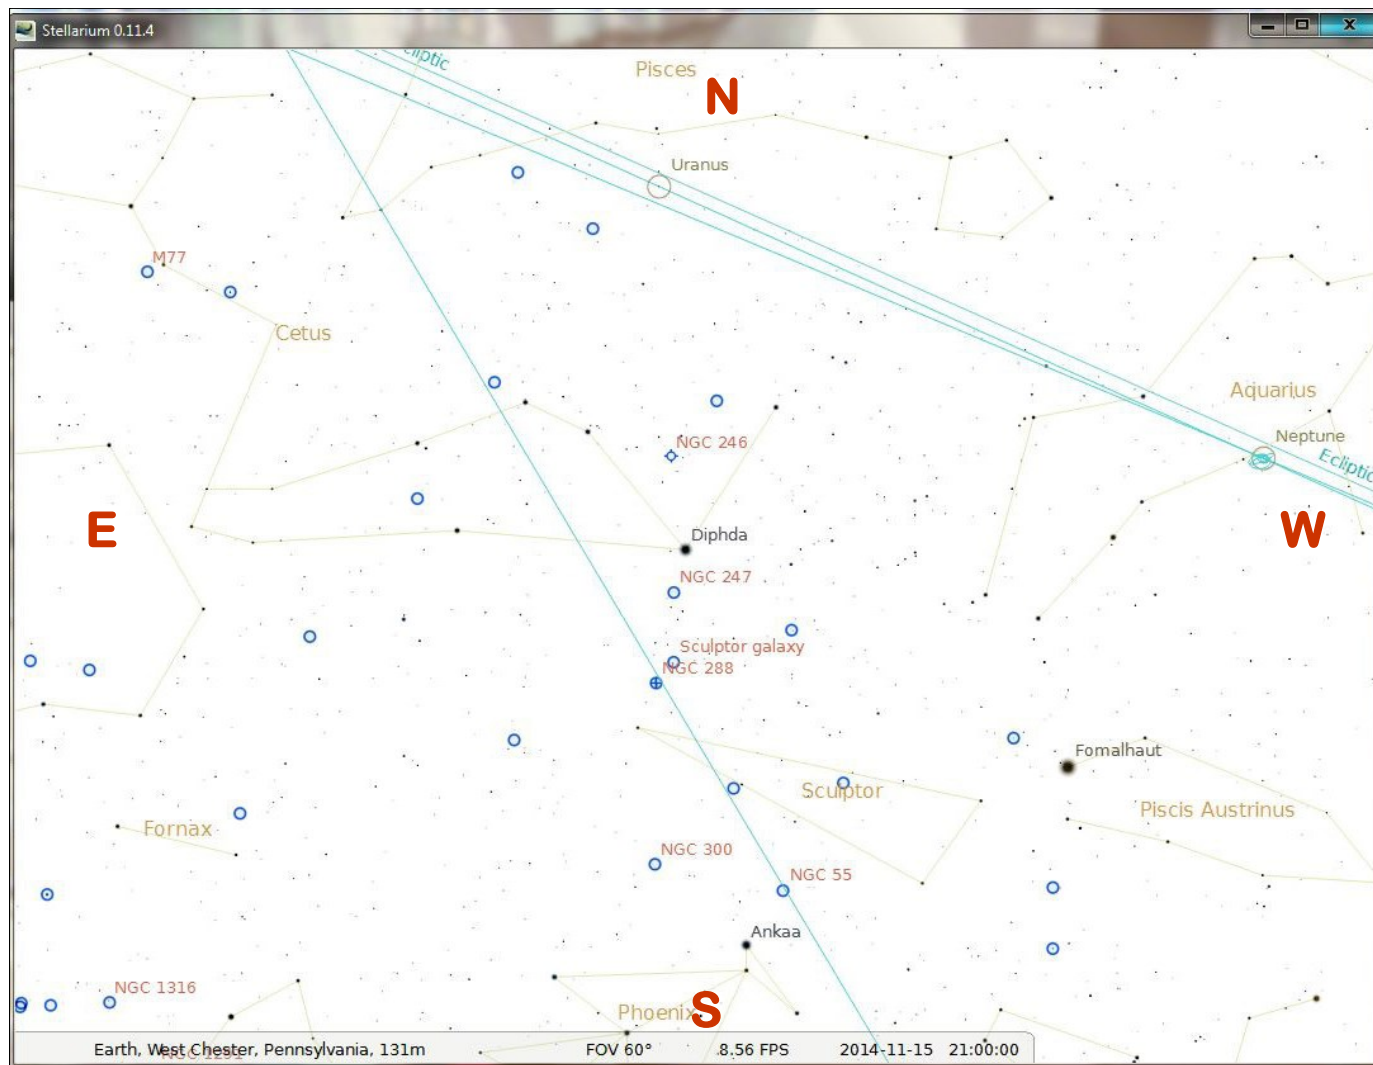 Stellarium 0.11.4
Ecliptic
Pisces
N
Uranus
M77
Cetus
Aquarius
Neptune
NGC 246
Ecliptic
E
W
Diphda
NGC 247
Sculptor galaxy
NGC 288
Fomalhaut
Sculptor
Piscis Austrinus
Fornax
NGC 300
NGC 55
Ankaa
NGC 1316
Phoenix
S
Earth, West Chester, Pennsylvania, 131m FOV 60° 8.56 FPS 2014-11-15 21:00:00